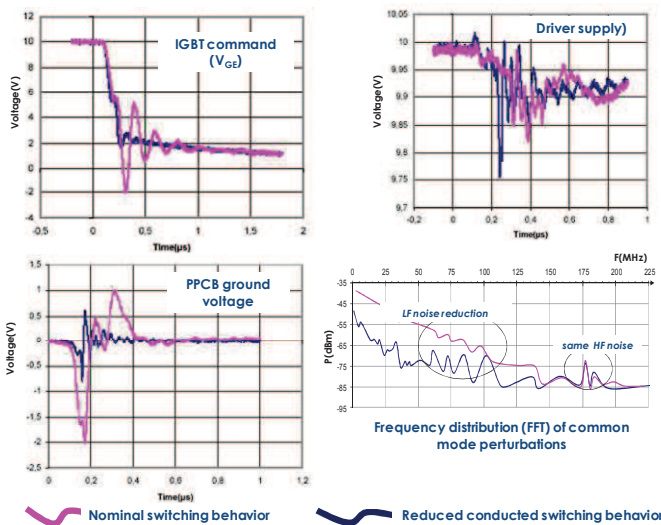 IGBT command
(VGE)
Voltage(V)
12
10
8
6
4
2
0
-2
-4
-0,5
0
0,5
1
1,5
2
Time(µs)
Driver supply)
Voltage(V)
10,05
10
9,95
9,9
9,85
9,8
9,75
9,7
-0,2
0
0,2
0,4
0,6
0,8
1
Time(µs)
PPCB ground
voltage
Voltage(V)
1,5
1
0,5
0
-0,5
-1
-1,5
-2
-2,5
0
0,2
0,4
0,6
0,8
1
1,2
Time(µs)
F(MHz)
0 25 50 75 100 125 150 175 200 225
P(dBm)
-35
-45
-55
-65
-75
-85
-95
LF noise reduction
same HF noise
Frequency distribution (FFT) of common
mode perturbations
Nominal switching behavior
Reduced conducted switching behavior